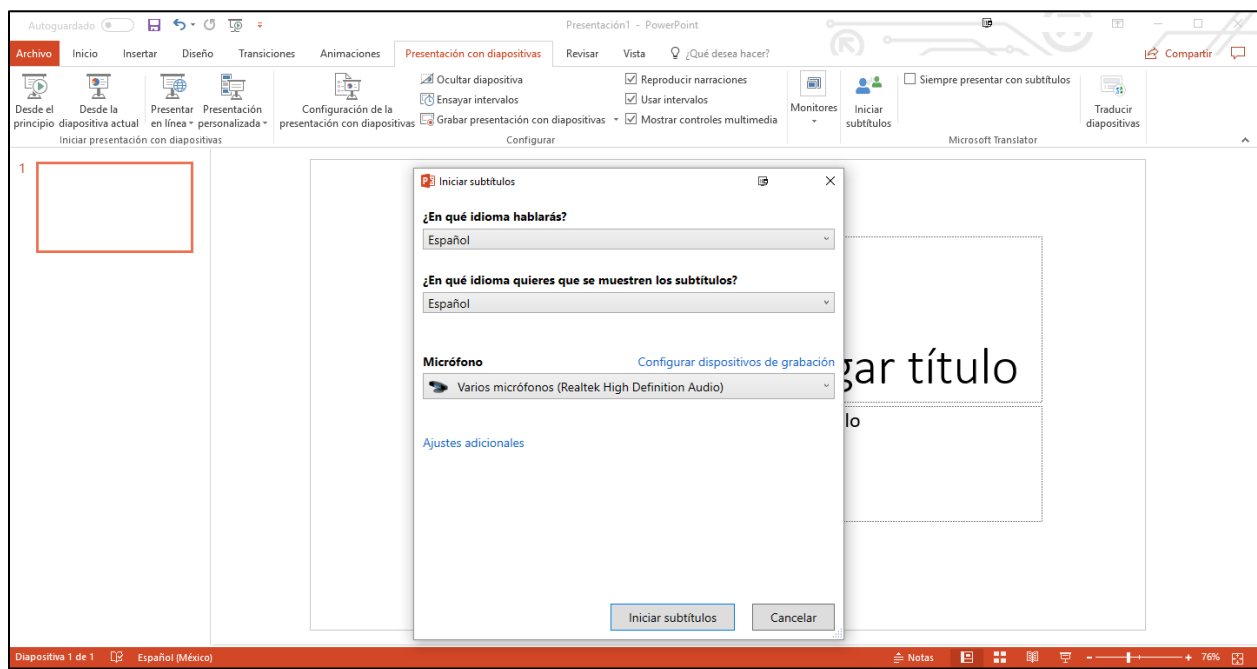 Autoguardado
Presentación1 - PowerPoint
Archivo Inicio Insertar Diseño Transiciones Animaciones Presentación con diapositivas Revisar Vista ¿Qué desea hacer? Compartir
Desde el principio
Desde la diapositiva actual
Presentar en línea
Presentación personalizada
Iniciar presentación con diapositivas
Configuración de la presentación con diapositivas
Ocultar diapositiva
Ensayar intervalos
Grabar presentación con diapositivas
Reproducir narraciones
Usar intervalos
Mostrar controles multimedia
Configurar
Monitores
Iniciar subtítulos
Siempre presentar con subtítulos
Traducir diapositivas
Microsoft Translator
1
Iniciar subtítulos
¿En qué idioma hablarás?
Español
¿En qué idioma quieres que se muestren los subtítulos?
Español
Micrófono Configurar dispositivos de grabación
Varios micrófonos (Realtek High Definition Audio)
Ajustes adicionales
Iniciar subtítulos Cancelar
gar título
lo
Diapositiva 1 de 1 Español (México) Notas 76%